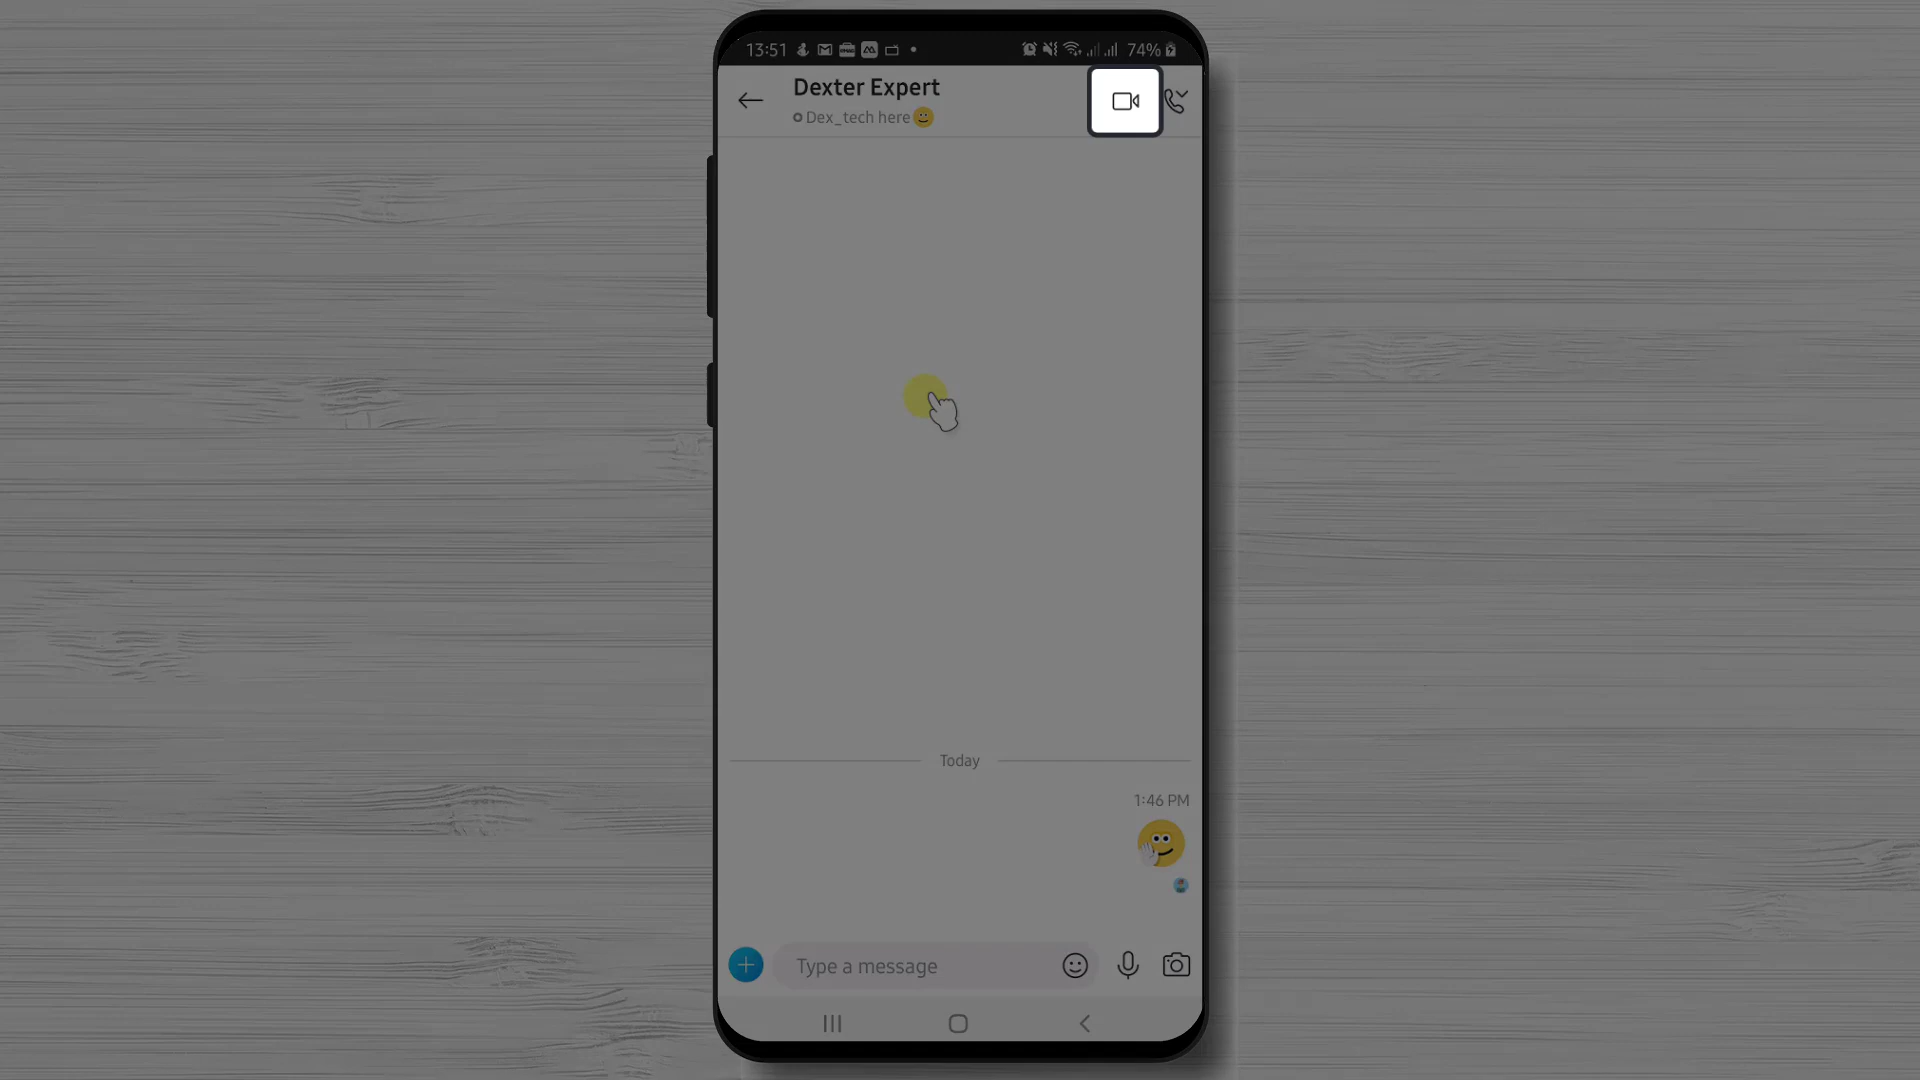 13:51
74%
Dexter Expert
Dex_tech here
Today
1:46 PM
Type a message